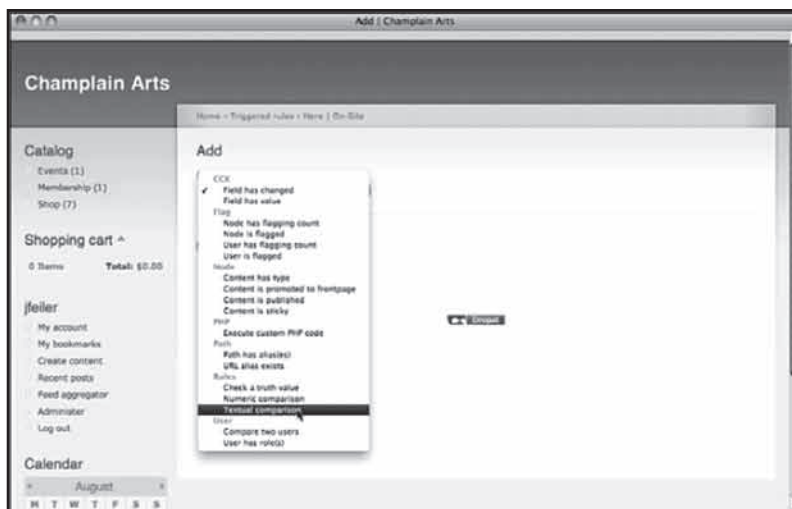 Add | Champlain Arts
Champlain Arts
Home › Triggered rules › Here | On-Site
Catalog
Events (1)
Membership (1)
Shop (7)
Shopping cart ^
0 Items Total: $0.00
jfeiler
My account
My bookmarks
Create content
Recent posts
Feed aggregator
Administer
Log out
Calendar
« August »
M T W T F S S
Add
CCK
✓ Field has changed
Field has value
Flag
Node has flagging count
Node is flagged
User has flagging count
User is flagged
Node
Content has type
Content is promoted to frontpage
Content is published
Content is sticky
PHP
Execute custom PHP code
Path
Path has alias(es)
URL alias exists
Rules
Check a truth value
Numeric comparison
Textual comparison
User
Compare two users
User has role(s)
Drupal